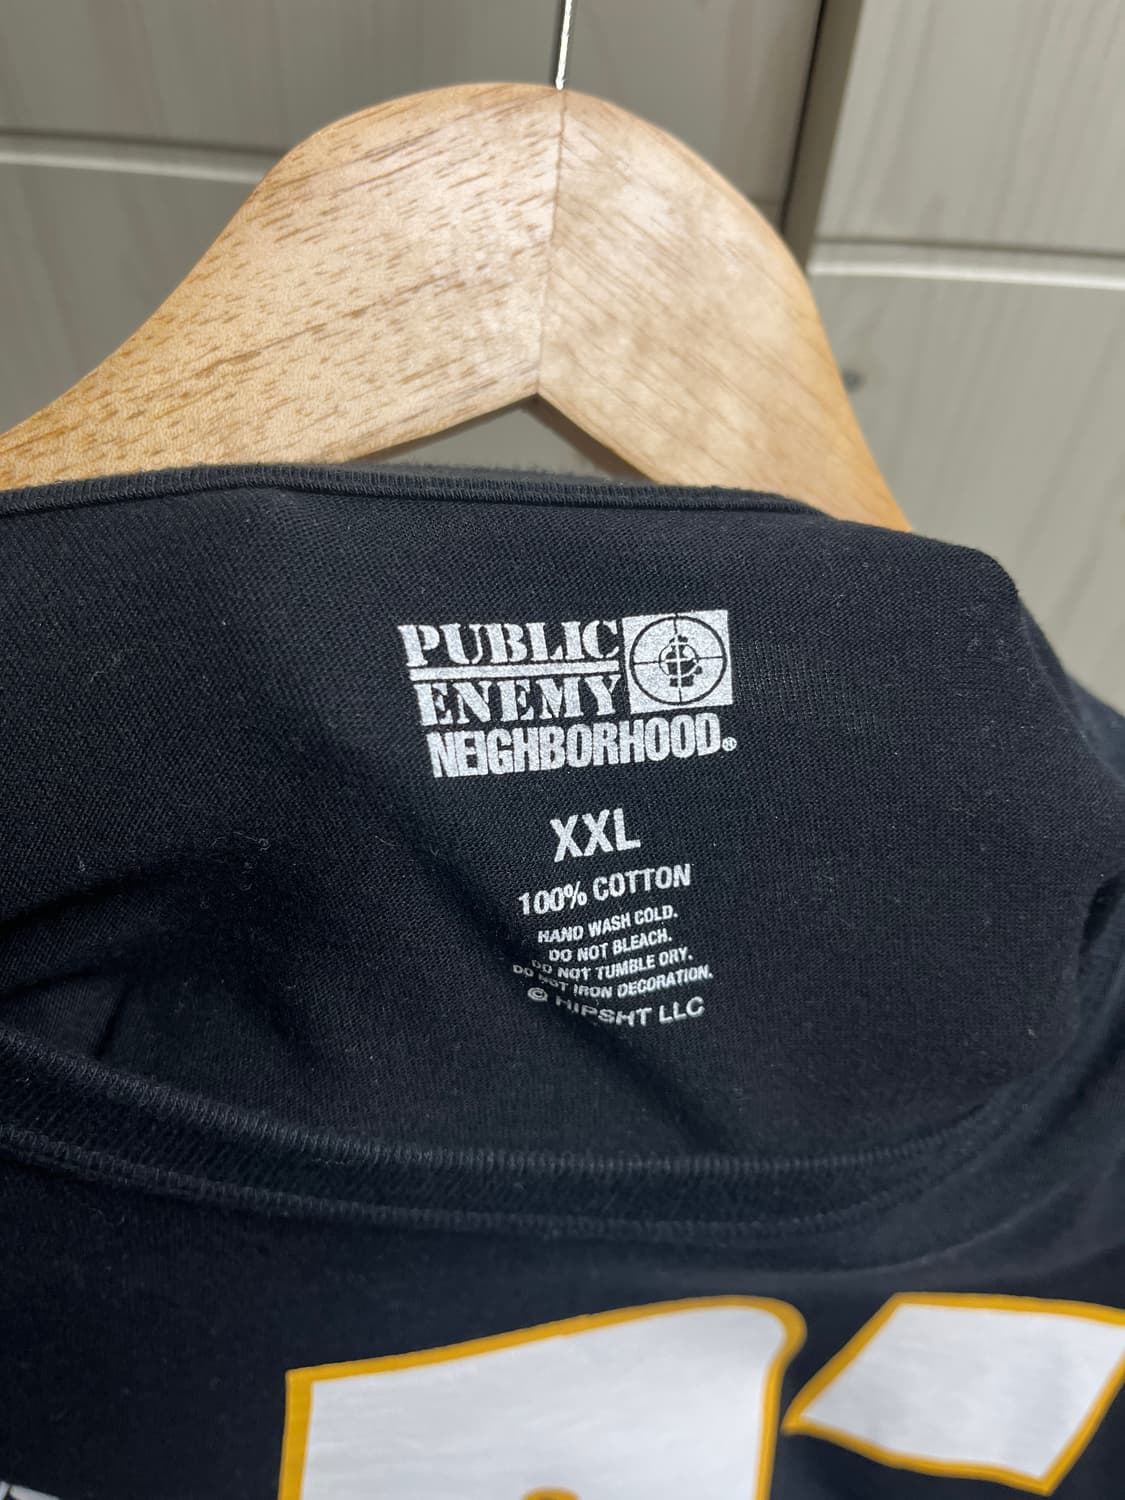 PUBLIC
ENEMY
NEIGHBORHOOD®
XXL
100% COTTON
HAND WASH COLD.
DO NOT BLEACH.
DO NOT TUMBLE DRY.
DO NOT IRON DECORATION.
© HIPSHT LLC